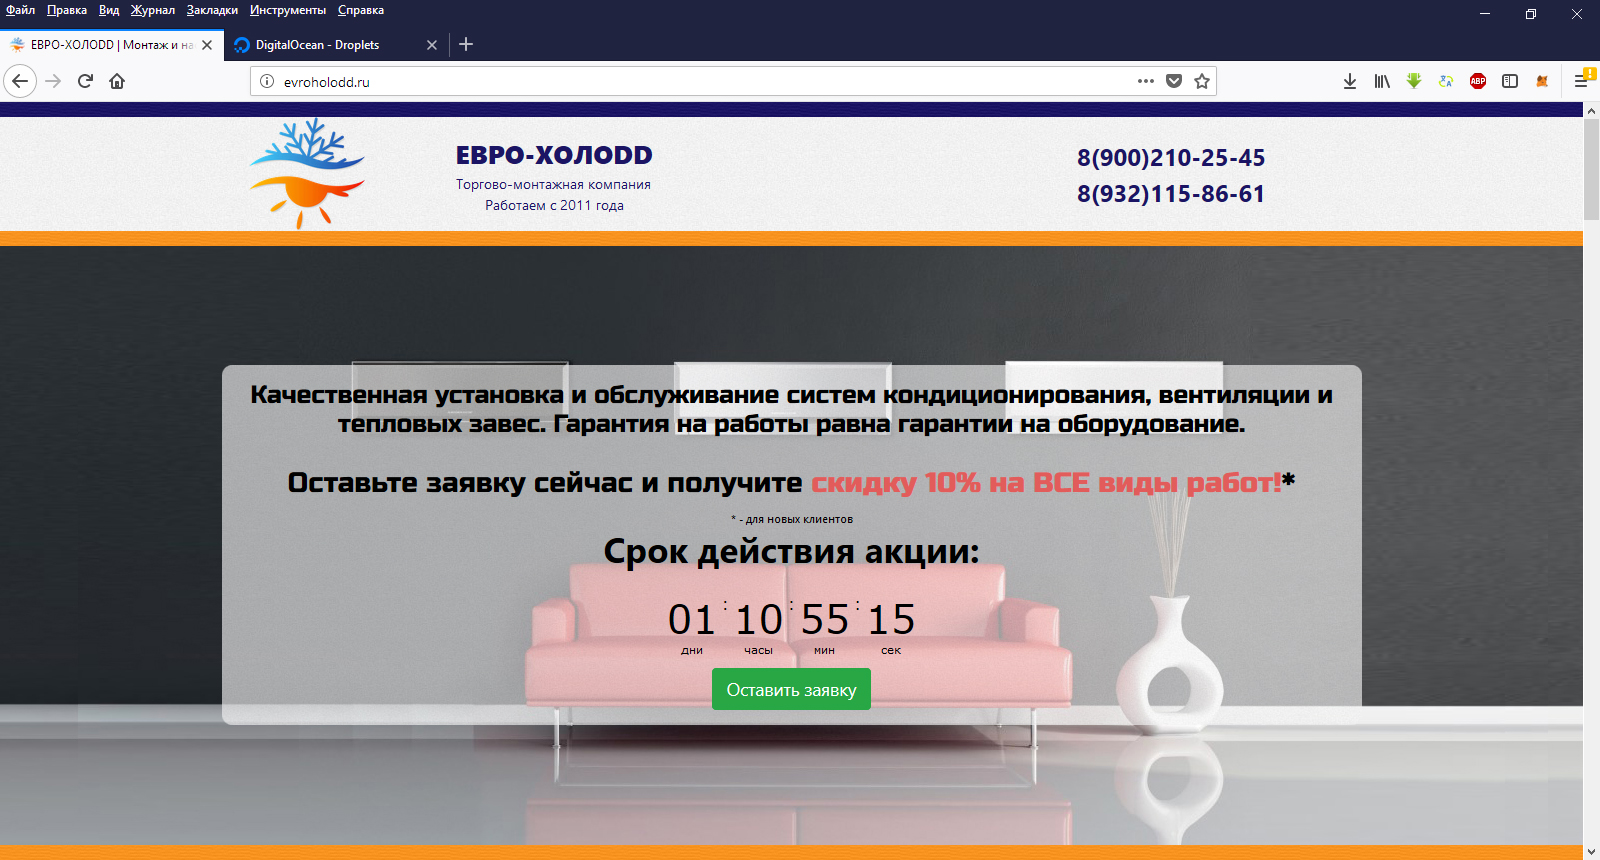 Файл Правка Вид Журнал Закладки Инструменты Справка
ЕВРО-ХОЛОDD | Монтаж и на
DigitalOcean - Droplets
evroholodd.ru
ABP
ЕВРО-ХОЛОDD
Торгово-монтажная компания
Работаем с 2011 года
8(900)210-25-45
8(932)115-86-61
Качественная установка и обслуживание систем кондиционирования, вентиляции и
тепловых завес. Гарантия на работы равна гарантии на оборудование.
Оставьте заявку сейчас и получите скидку 10% на ВСЕ виды работ!*
* - для новых клиентов
Срок действия акции:
01 : 10 : 55 : 15
дни часы мин сек
Оставить заявку